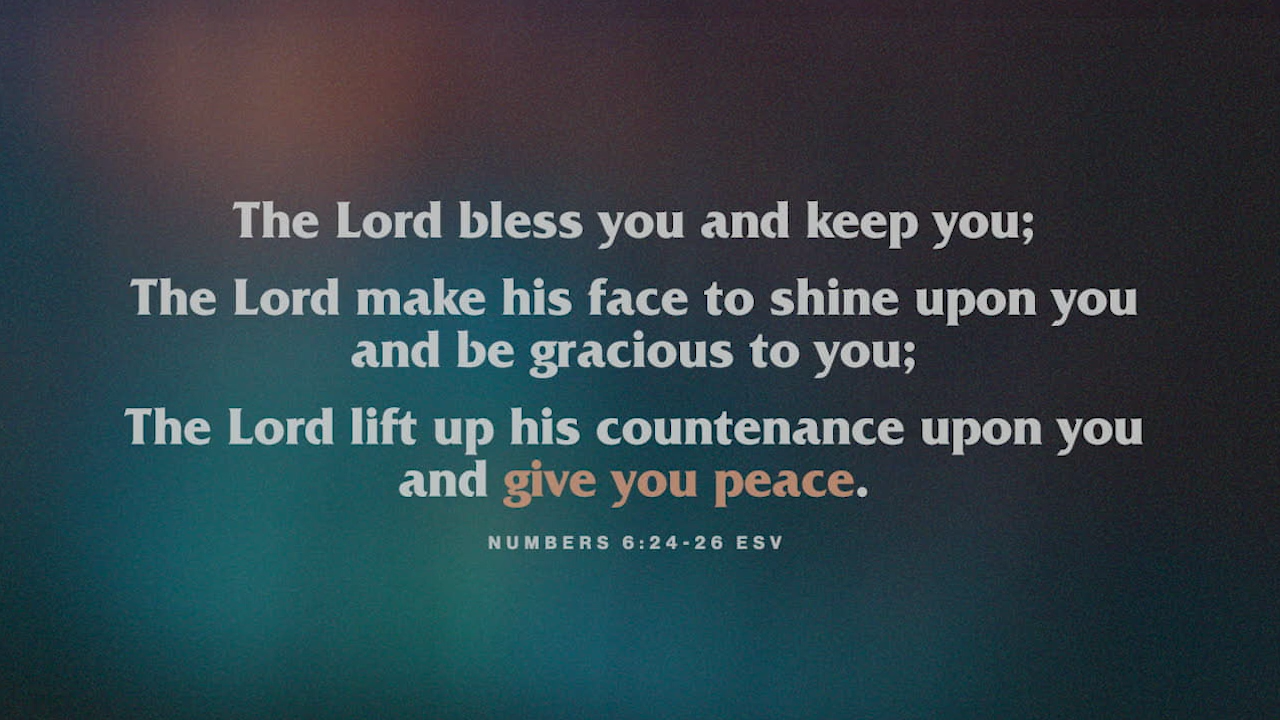 The Lord bless you and keep you;
The Lord make his face to shine upon you
and be gracious to you;
The Lord lift up his countenance upon you
and give you peace.
NUMBERS 6:24-26 ESV